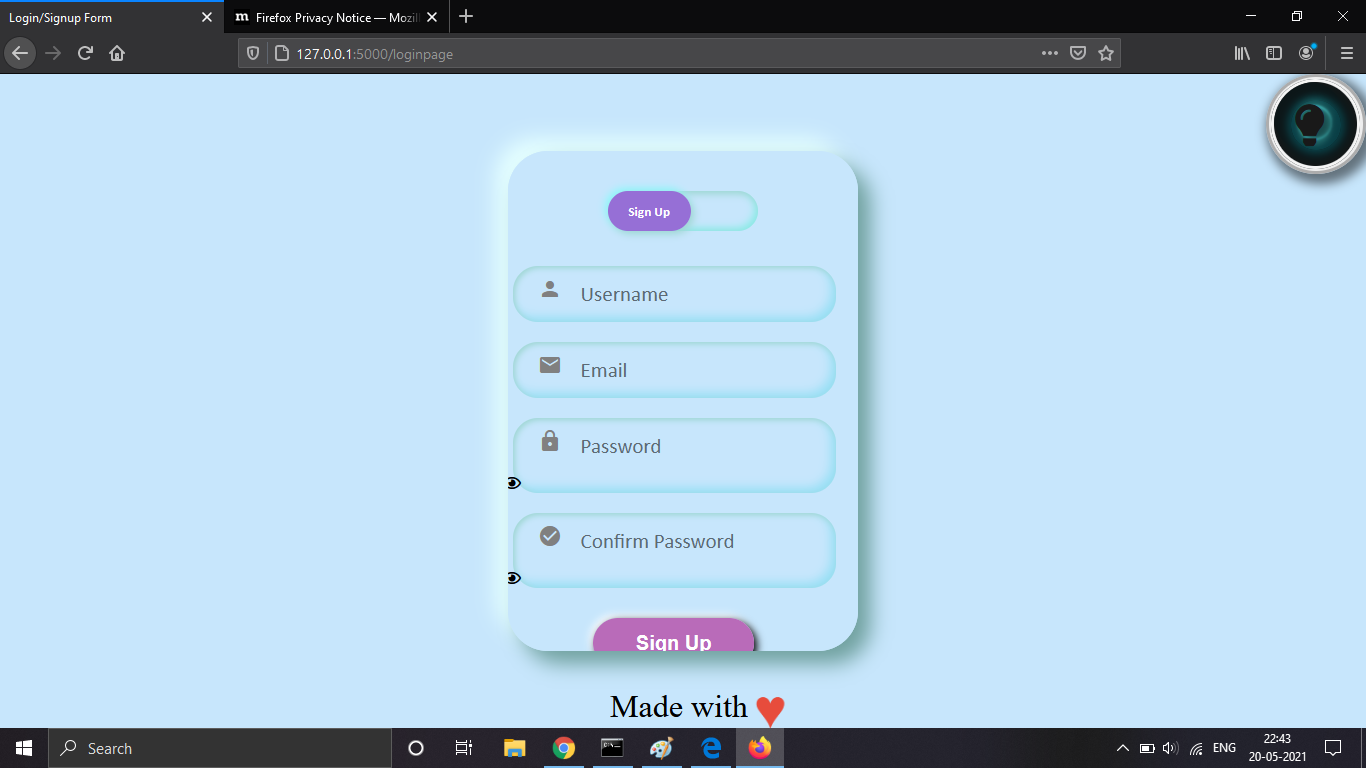 Login/Signup Form
m Firefox Privacy Notice — Mozil
127.0.0.1:5000/loginpage
Sign Up
Username
Email
Password
Confirm Password
Sign Up
Made with
Search
ENG
22:43
20-05-2021